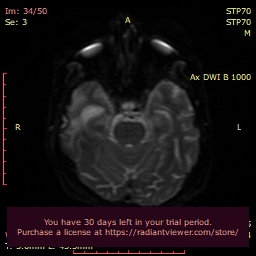 Im: 34/50
Se: 3
STP70
STP70
M
A
Ax DWI B 1000
R
L
You have 30 days left in your trial period.
Purchase a license at https://radiantviewer.com/store/